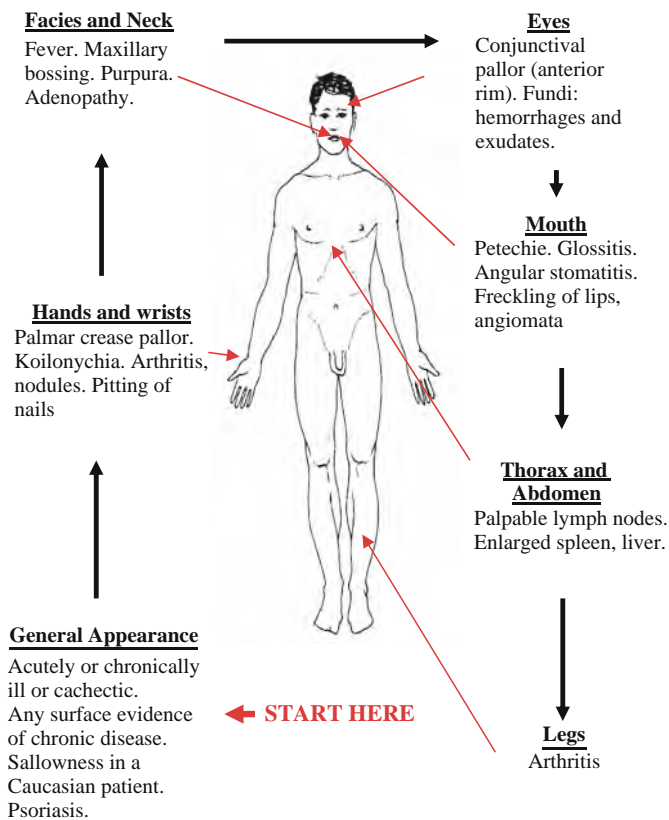 Facies and Neck
Fever. Maxillary
bossing. Purpura.
Adenopathy.
Eyes
Conjunctival
pallor (anterior
rim). Fundi:
hemorrhages and
exudates.
Mouth
Petechie. Glossitis.
Angular stomatitis.
Freckling of lips,
angiomata
Hands and wrists
Palmar crease pallor.
Koilonychia. Arthritis,
nodules. Pitting of
nails
Thorax and
Abdomen
Palpable lymph nodes.
Enlarged spleen, liver.
General Appearance
Acutely or chronically
ill or cachectic.
Any surface evidence
of chronic disease.
Sallowness in a
Caucasian patient.
Psoriasis.
START HERE
Legs
Arthritis